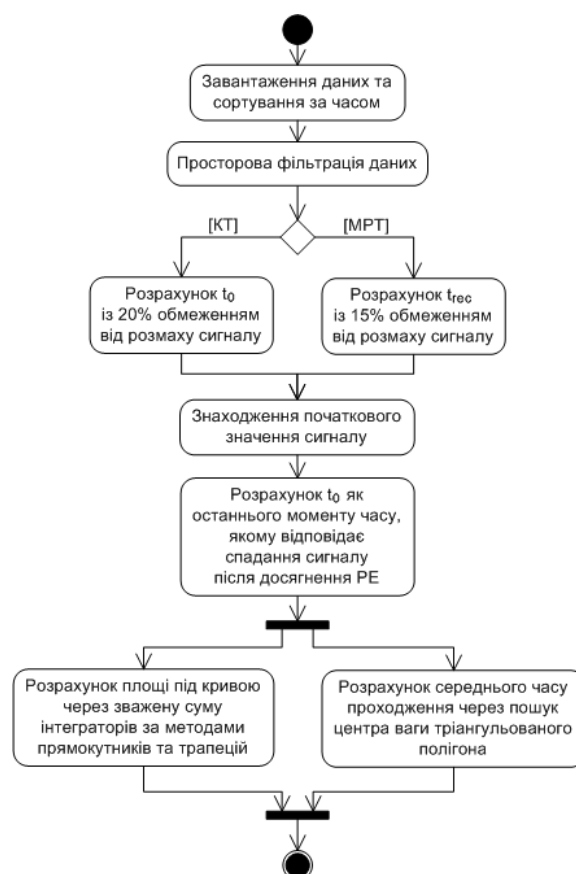 Завантаження даних та
сортування за часом
Просторова фільтрація даних
[КТ]
[МРТ]
Розрахунок t₀
із 20% обмеженням
від розмаху сигналу
Розрахунок tᵣₑc
із 15% обмеженням
від розмаху сигналу
Знаходження початкового
значення сигналу
Розрахунок t₀ як
останнього моменту часу,
якому відповідає
спадання сигналу
після досягнення PE
Розрахунок площі під кривою
через зважену суму
інтеграторів за методами
прямокутників та трапецій
Розрахунок середнього часу
проходження через пошук
центра ваги тріангульованого
полігона